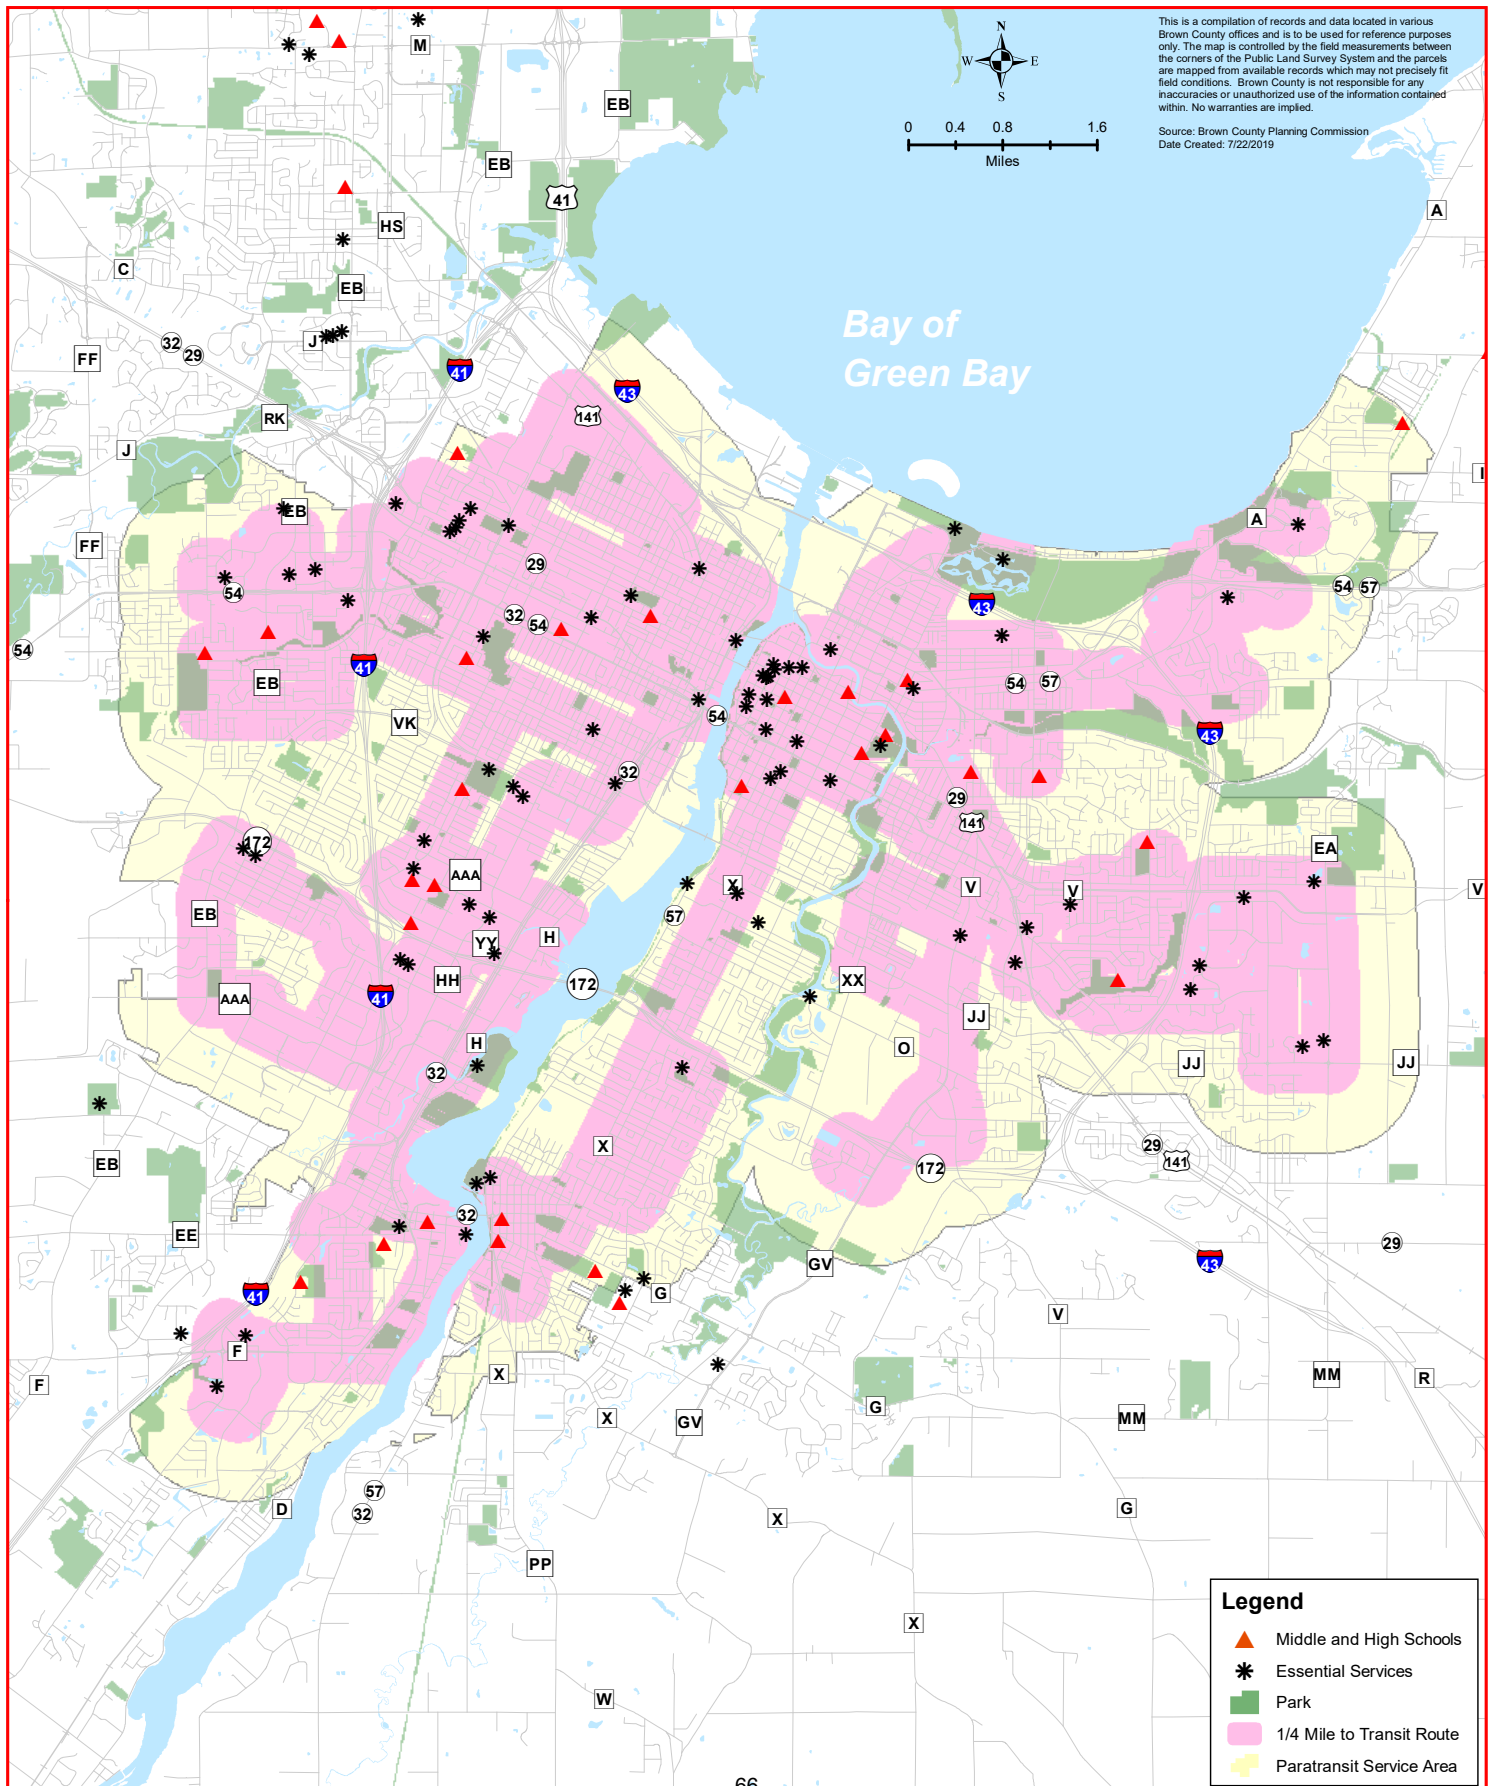 This is a compilation of records and data located in various
Brown County offices and is to be used for reference purposes
only. The map is controlled by the field measurements between
the corners of the Public Land Survey System and the parcels
are mapped from available records which may not precisely fit
field conditions. Brown County is not responsible for any
inaccuracies or unauthorized use of the information contained
within. No warranties are implied.
Source: Brown County Planning Commission
Date Created: 7/22/2019
N
W E
S
0 0.4 0.8 1.6
Miles
M
EB
EB
41
A
HS
C
EB
32
29
J
FF
41
43
Bay of
Green Bay
141
RK
J
I
EB
A
FF
29
54
54
57
43
32
54
54
41
EB
54
57
VK
54
43
32
29
141
172
EA
AAA
X
V
V
V
EB
57
H
YY
HH
172
XX
41
AAA
JJ
H
O
32
JJ
JJ
X
29
141
EB
172
32
EE
29
GV
43
41
G
V
F
X
MM
R
F
G
X
GV
MM
57
D
32
X
G
PP
X
W
Legend
Middle and High Schools
Essential Services
Park
1/4 Mile to Transit Route
Paratransit Service Area
66